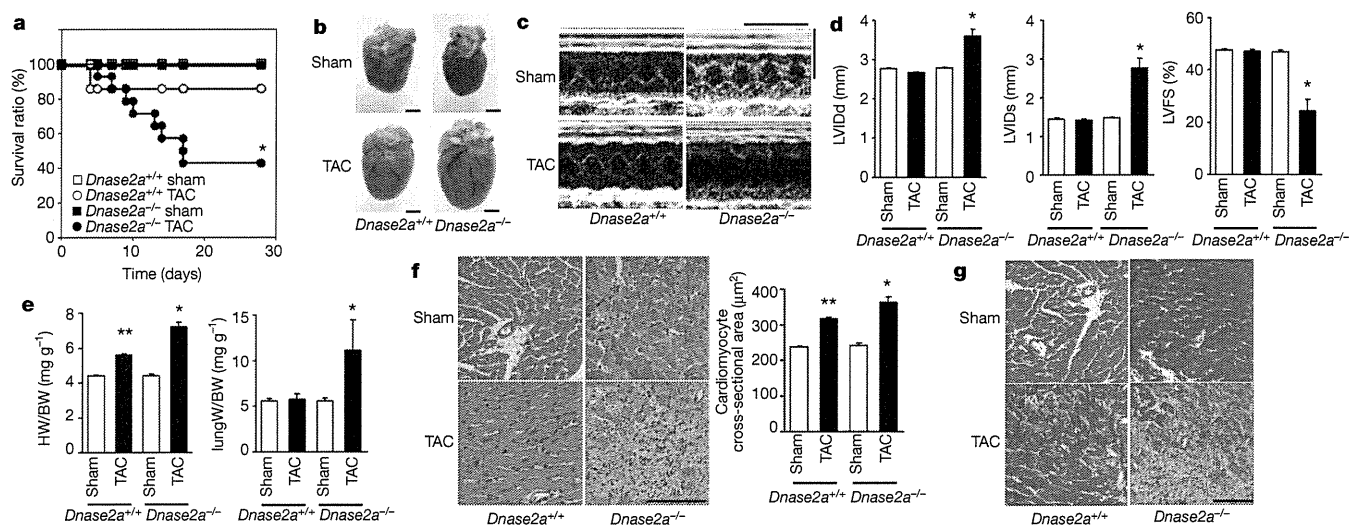 a
Survival ratio (%)
100
80
60
40
20
0
*
Dnase2a+/+ sham
Dnase2a+/+ TAC
Dnase2a−/− sham
Dnase2a−/− TAC
0 10 20 30
Time (days)
b
Sham
TAC
Dnase2a+/+ Dnase2a−/−
c
Sham
TAC
Dnase2a+/+ Dnase2a−/−
d
LVIDd (mm)
4
3
2
1
0
*
Sham TAC Sham TAC
Dnase2a+/+ Dnase2a−/−
LVIDs (mm)
4
3
2
1
0
*
Sham TAC Sham TAC
Dnase2a+/+ Dnase2a−/−
LVFS (%)
60
40
20
0
*
Sham TAC Sham TAC
Dnase2a+/+ Dnase2a−/−
e
HW/BW (mg g−1)
8
6
4
2
0
** *
Sham TAC Sham TAC
Dnase2a+/+ Dnase2a−/−
lungW/BW (mg g−1)
15
10
5
0
*
Sham TAC Sham TAC
Dnase2a+/+ Dnase2a−/−
f
Sham
TAC
Dnase2a+/+ Dnase2a−/−
Cardiomyocyte
cross-sectional area (μm2)
400
300
200
100
0
** *
Sham TAC Sham TAC
Dnase2a+/+ Dnase2a−/−
g
Sham
TAC
Dnase2a+/+ Dnase2a−/−